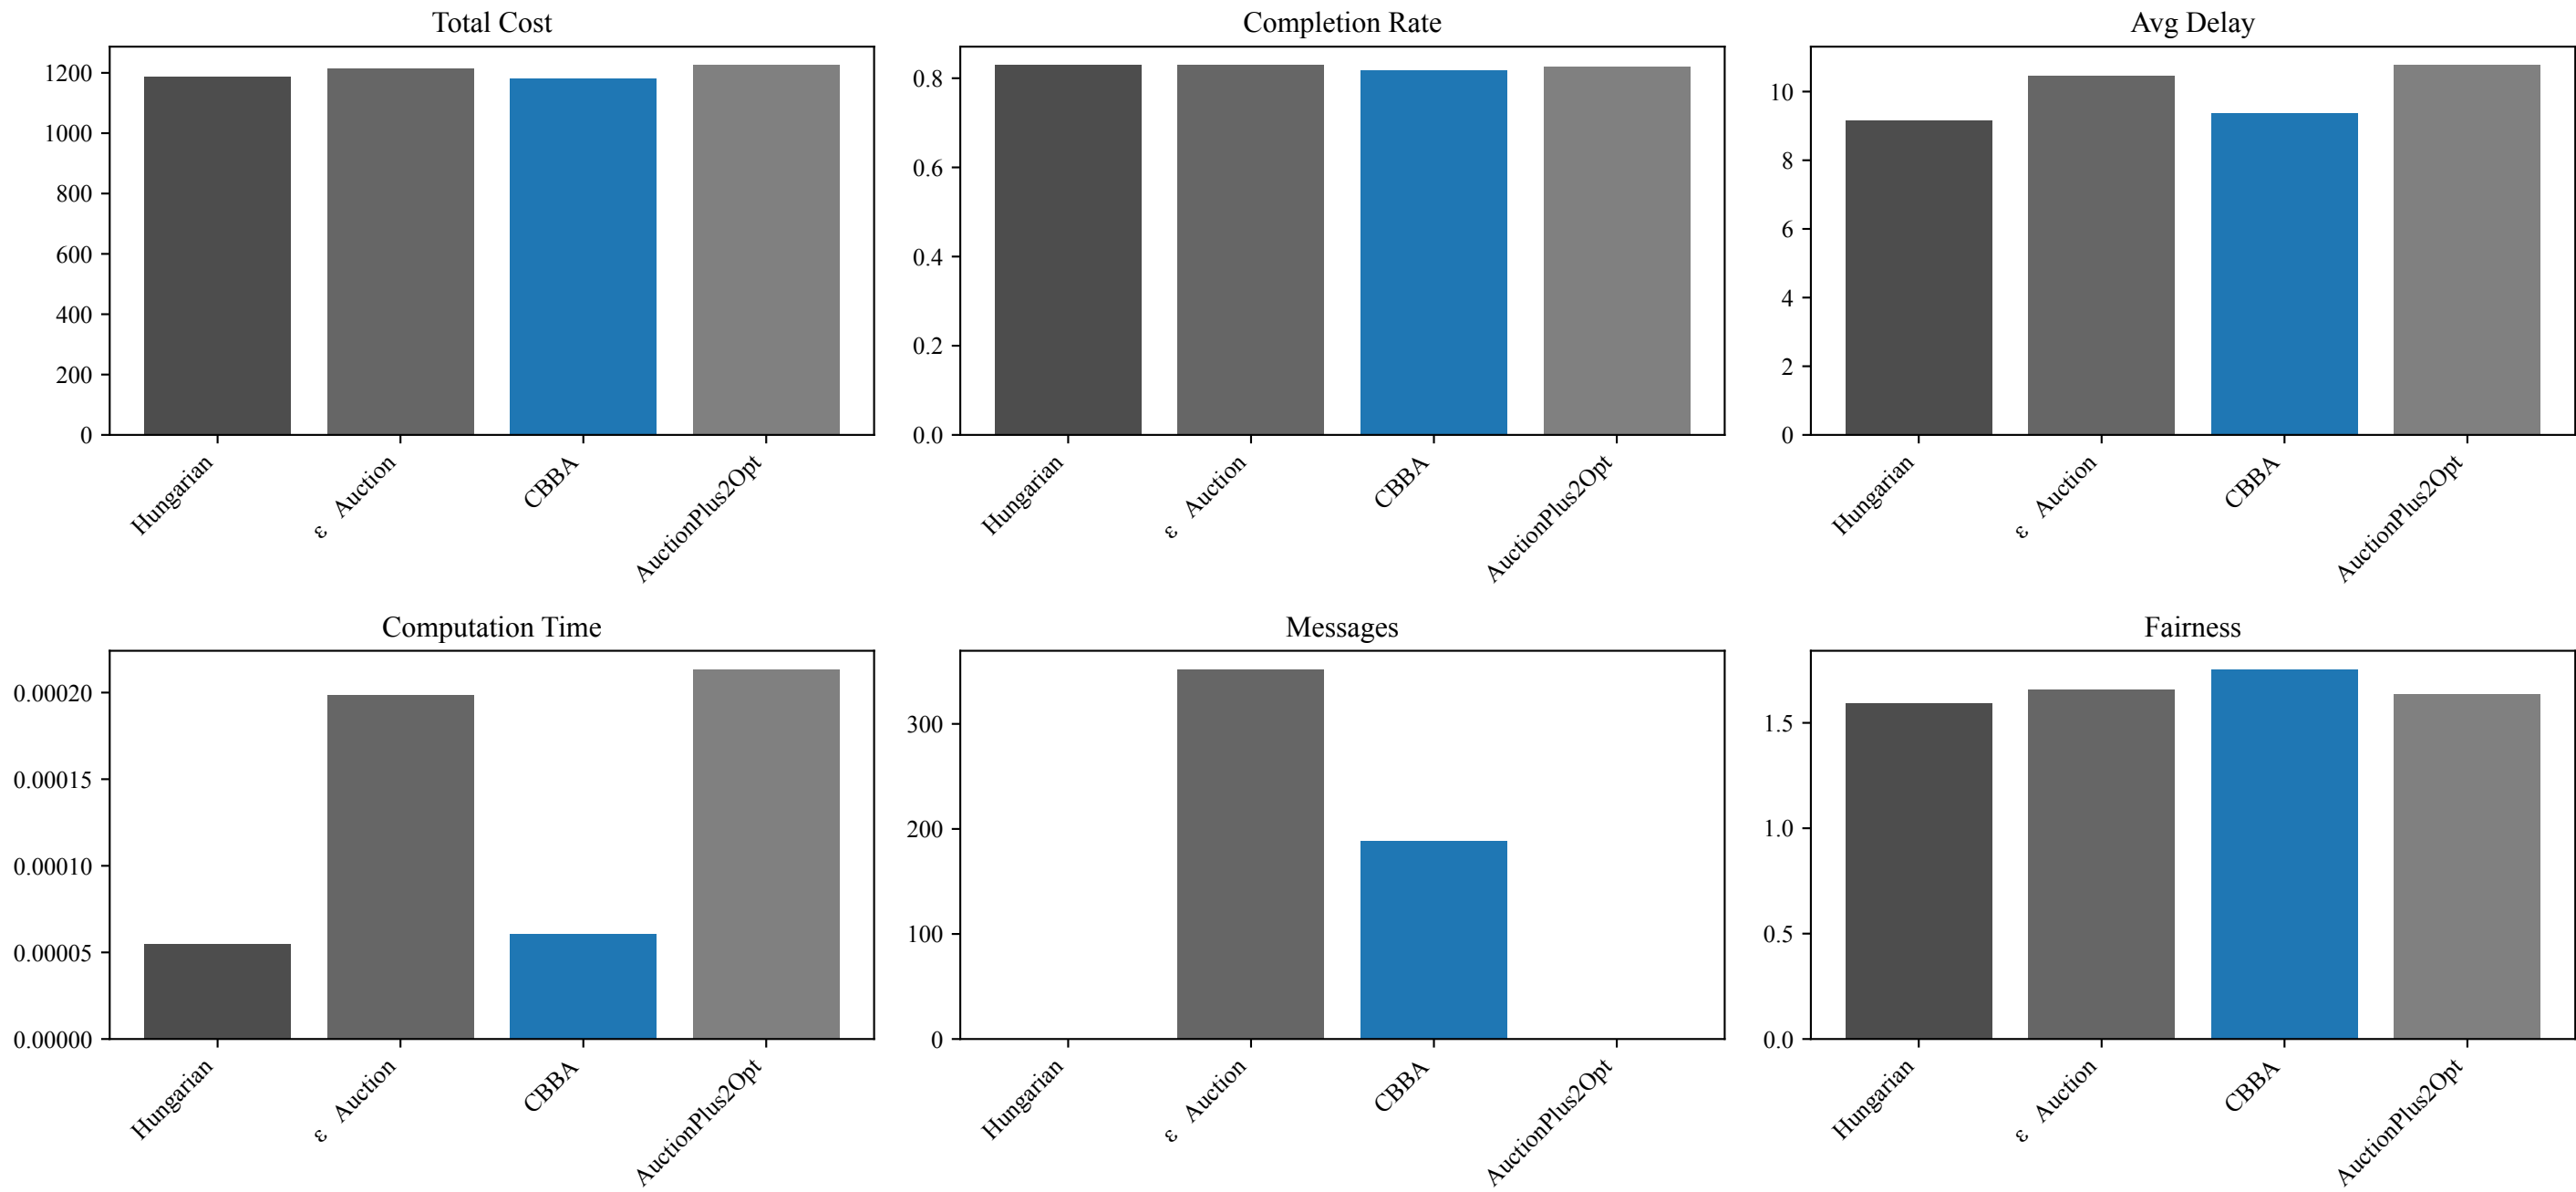 Total Cost
1200
1000
800
600
400
200
0
Hungarian
ε Auction
CBBA
AuctionPlus2Opt
Completion Rate
0.8
0.6
0.4
0.2
0.0
Hungarian
ε Auction
CBBA
AuctionPlus2Opt
Avg Delay
10
8
6
4
2
0
Hungarian
ε Auction
CBBA
AuctionPlus2Opt
Computation Time
0.00020
0.00015
0.00010
0.00005
0.00000
Hungarian
ε Auction
CBBA
AuctionPlus2Opt
Messages
300
200
100
0
Hungarian
ε Auction
CBBA
AuctionPlus2Opt
Fairness
1.5
1.0
0.5
0.0
Hungarian
ε Auction
CBBA
AuctionPlus2Opt